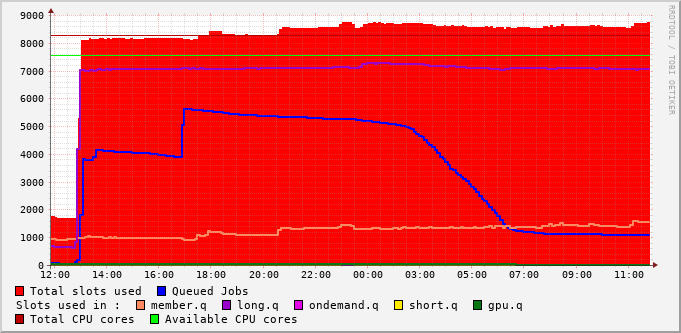 RRDTOOL / TOBI OETIKER
9000
8000
7000
6000
5000
4000
3000
2000
1000
0
12:00 14:00 16:00 18:00 20:00 22:00 00:00 03:00 05:00 07:00 09:00 11:00
Total slots used Queued Jobs
Slots used in : member.q long.q ondemand.q short.q gpu.q
Total CPU cores Available CPU cores